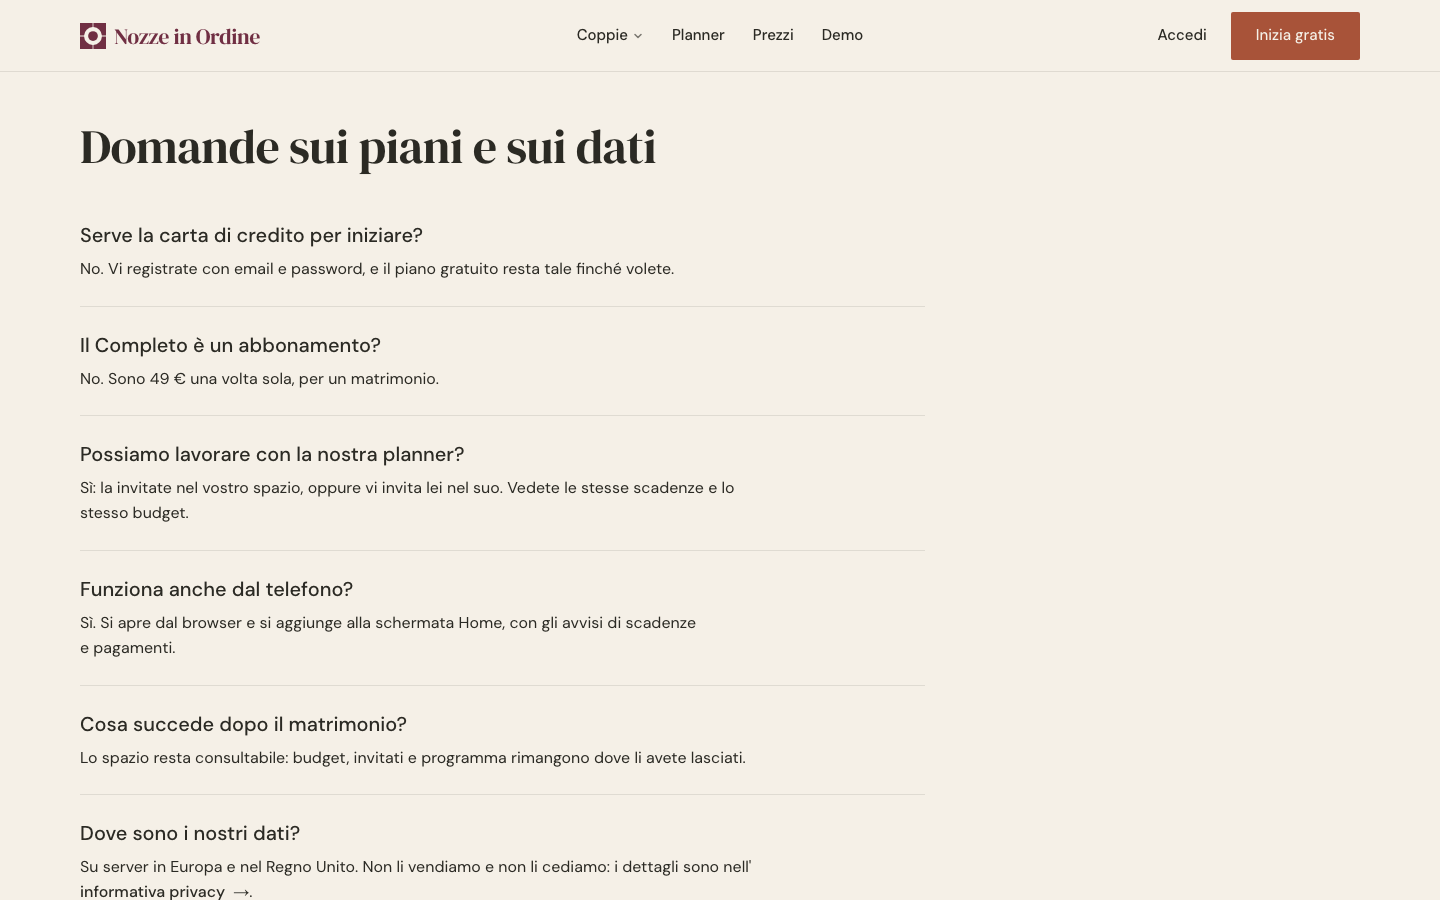 Nozze in Ordine
Coppie
Planner
Prezzi
Demo
Accedi
Inizia gratis
Domande sui piani e sui dati
Serve la carta di credito per iniziare?
No. Vi registrate con email e password, e il piano gratuito resta tale finché volete.
Il Completo è un abbonamento?
No. Sono 49 € una volta sola, per un matrimonio.
Possiamo lavorare con la nostra planner?
Sì: la invitate nel vostro spazio, oppure vi invita lei nel suo. Vedete le stesse scadenze e lo
stesso budget.
Funziona anche dal telefono?
Sì. Si apre dal browser e si aggiunge alla schermata Home, con gli avvisi di scadenze
e pagamenti.
Cosa succede dopo il matrimonio?
Lo spazio resta consultabile: budget, invitati e programma rimangono dove li avete lasciati.
Dove sono i nostri dati?
Su server in Europa e nel Regno Unito. Non li vendiamo e non li cediamo: i dettagli sono nell'
informativa privacy →.